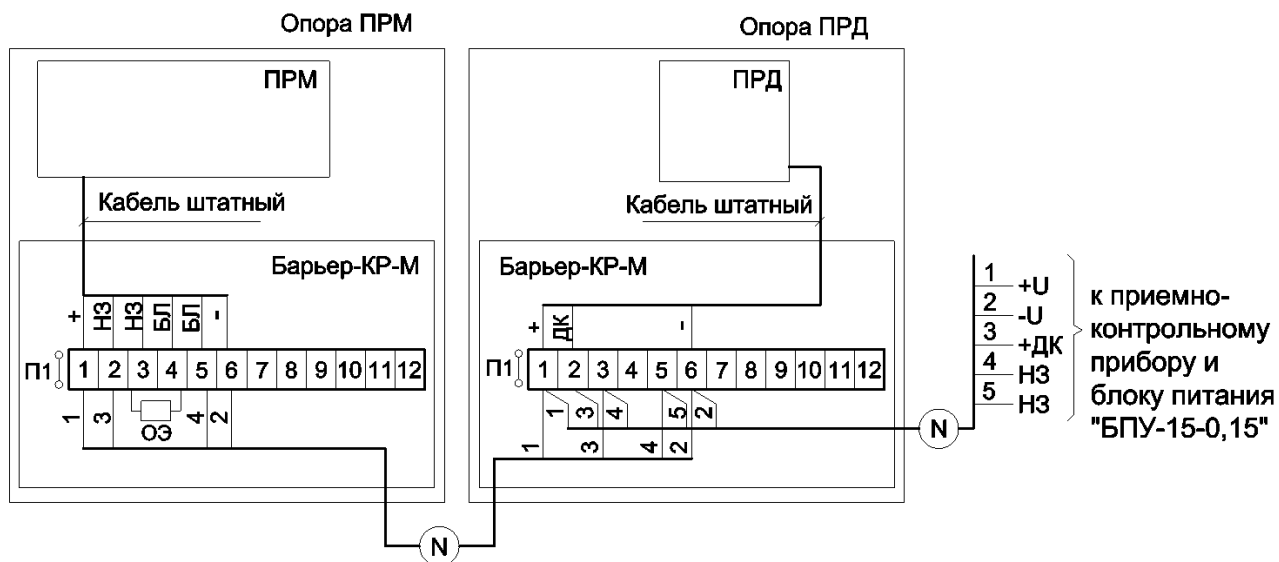 Опора ПРМ
Опора ПРД
ПРМ
ПРД
Кабель штатный
Кабель штатный
Барьер-КР-М
Барьер-КР-М
+ НЗ НЗ БЛ БЛ -
+ ДК -
П1 1 2 3 4 5 6 7 8 9 10 11 12
П1 1 2 3 4 5 6 7 8 9 10 11 12
1 3 ОЭ 4 2
1 3 4 5 2
1 3 4 2
N
N
1 +U
2 -U
3 +ДК
4 НЗ
5 НЗ
к приемно-
контрольному
прибору и
блоку питания
"БПУ-15-0,15"